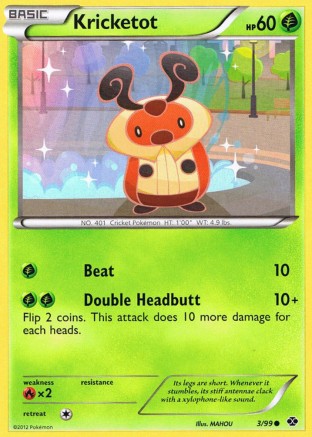 BASIC
Kricketot
HP60
NO. 401 Cricket Pokémon HT: 1'00" WT: 4.9 lbs.
Beat 10
Double Headbutt 10+
Flip 2 coins. This attack does 10 more damage for
each heads.
weakness
resistance
×2
retreat
Its legs are short. Whenever it
stumbles, its stiff antennae clack
with a xylophone-like sound.
©2012 Pokémon
Illus. MAHOU
3/99